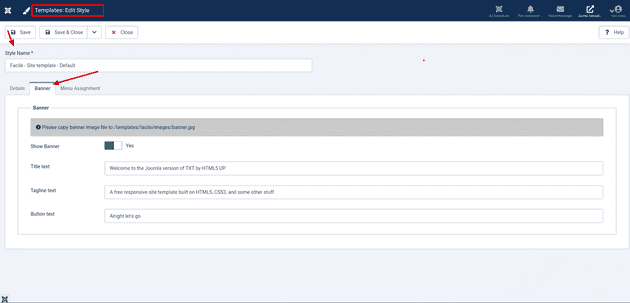 Templates: Edit Style
Save
Save & Close
Close
Help
Style Name *
Facile - Site template - Default
Details
Banner
Menu Assignment
Banner
Please copy banner image file to /templates/facile/images/banner.jpg
Show Banner
Yes
Title text
Welcome to the Joomla version of TXT by HTML5 UP
Tagline text
A free responsive site template built on HTML5, CSS3, and some other stuff
Button text
Alright let's go